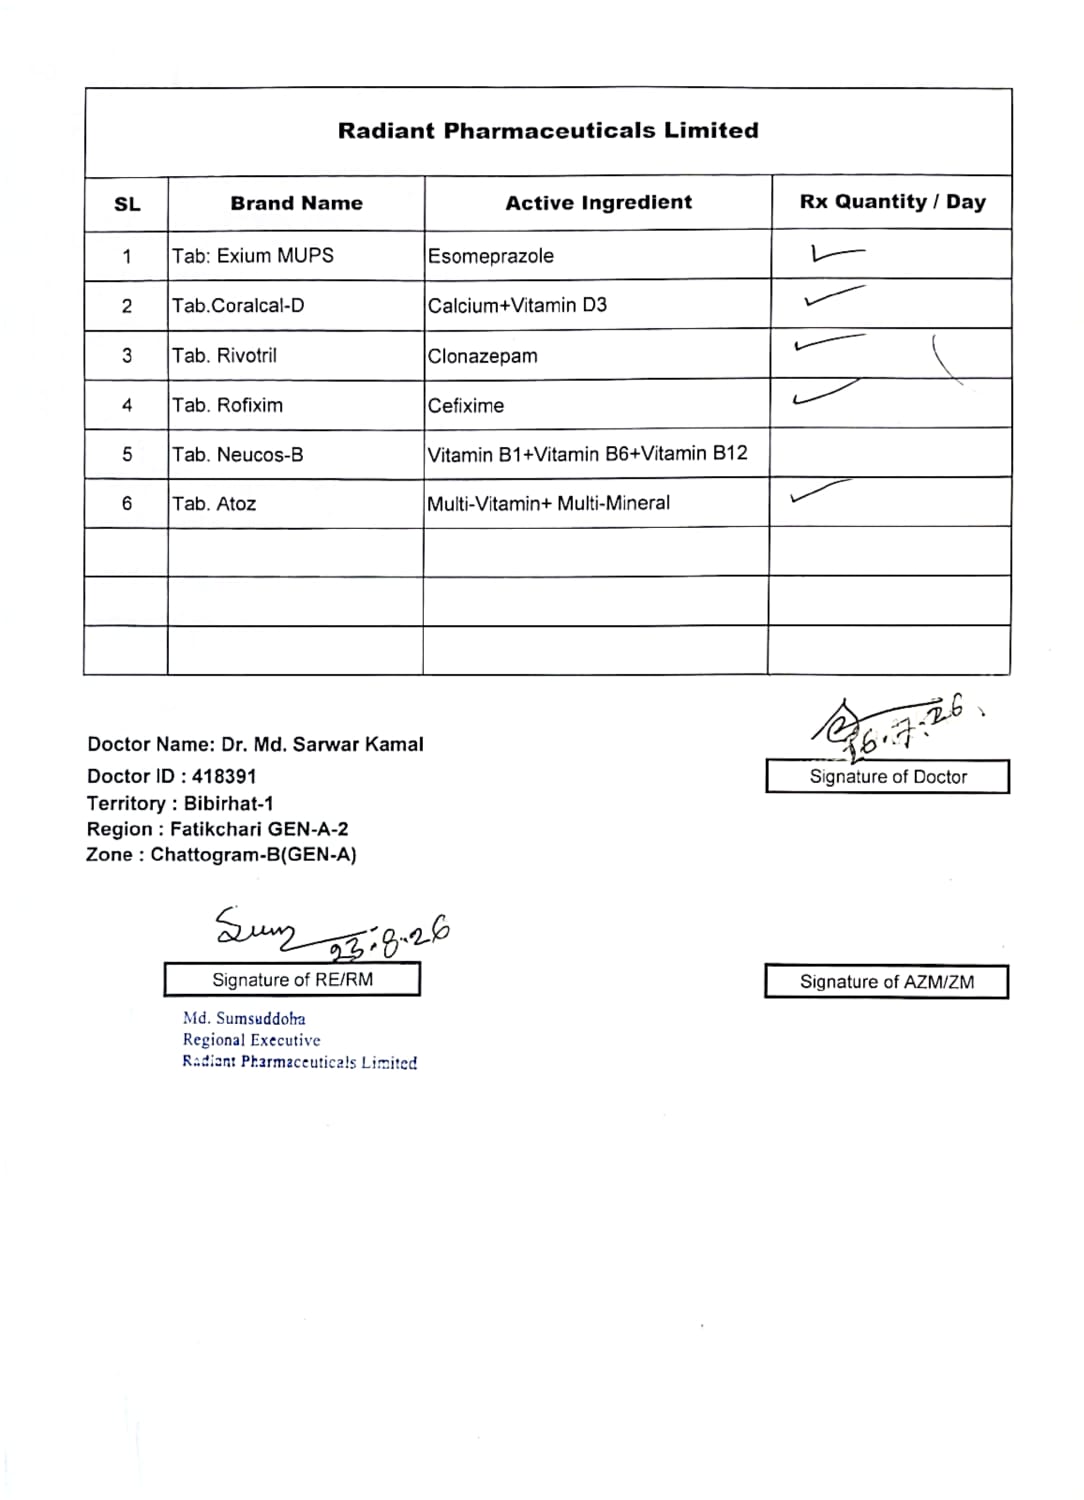 Radiant Pharmaceuticals Limited
SL Brand Name Active Ingredient Rx Quantity / Day
1 Tab: Exium MUPS Esomeprazole ✓
2 Tab.Coralcal-D Calcium+Vitamin D3 ✓
3 Tab. Rivotril Clonazepam ✓
4 Tab. Rofixim Cefixime ✓
5 Tab. Neucos-B Vitamin B1+Vitamin B6+Vitamin B12
6 Tab. Atoz Multi-Vitamin+ Multi-Mineral ✓
6.7.26
Signature of Doctor
Doctor Name: Dr. Md. Sarwar Kamal
Doctor ID : 418391
Territory : Bibirhat-1
Region : Fatikchari GEN-A-2
Zone : Chattogram-B(GEN-A)
Sum 23.8.26
Signature of RE/RM
Signature of AZM/ZM
Md. Sumsuddoha
Regional Executive
Radiant Pharmaceuticals Limited